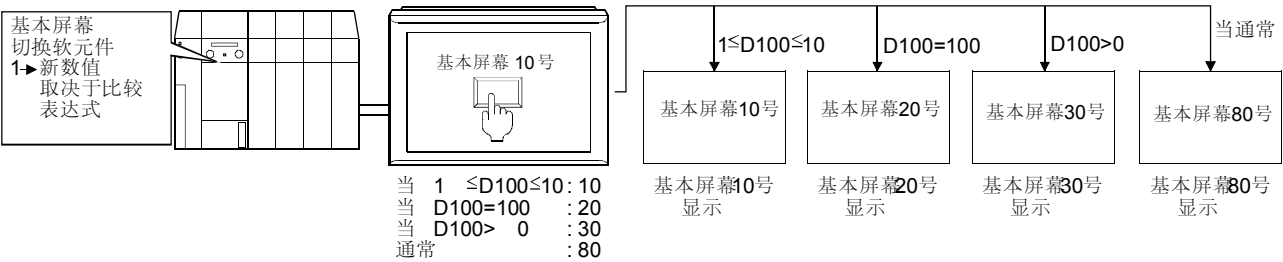 基本屏幕
切换软元件
1→新数值
取决于比较
表达式
基本屏幕 10号
当 1 ≤D100≤10 : 10
当 D100=100 : 20
当 D100> 0 : 30
通常 : 80
1≤D100≤10
D100=100
D100>0
当通常
基本屏幕10号
基本屏幕20号
基本屏幕30号
基本屏幕80号
基本屏幕10号
显示
基本屏幕20号
显示
基本屏幕30号
显示
基本屏幕80号
显示